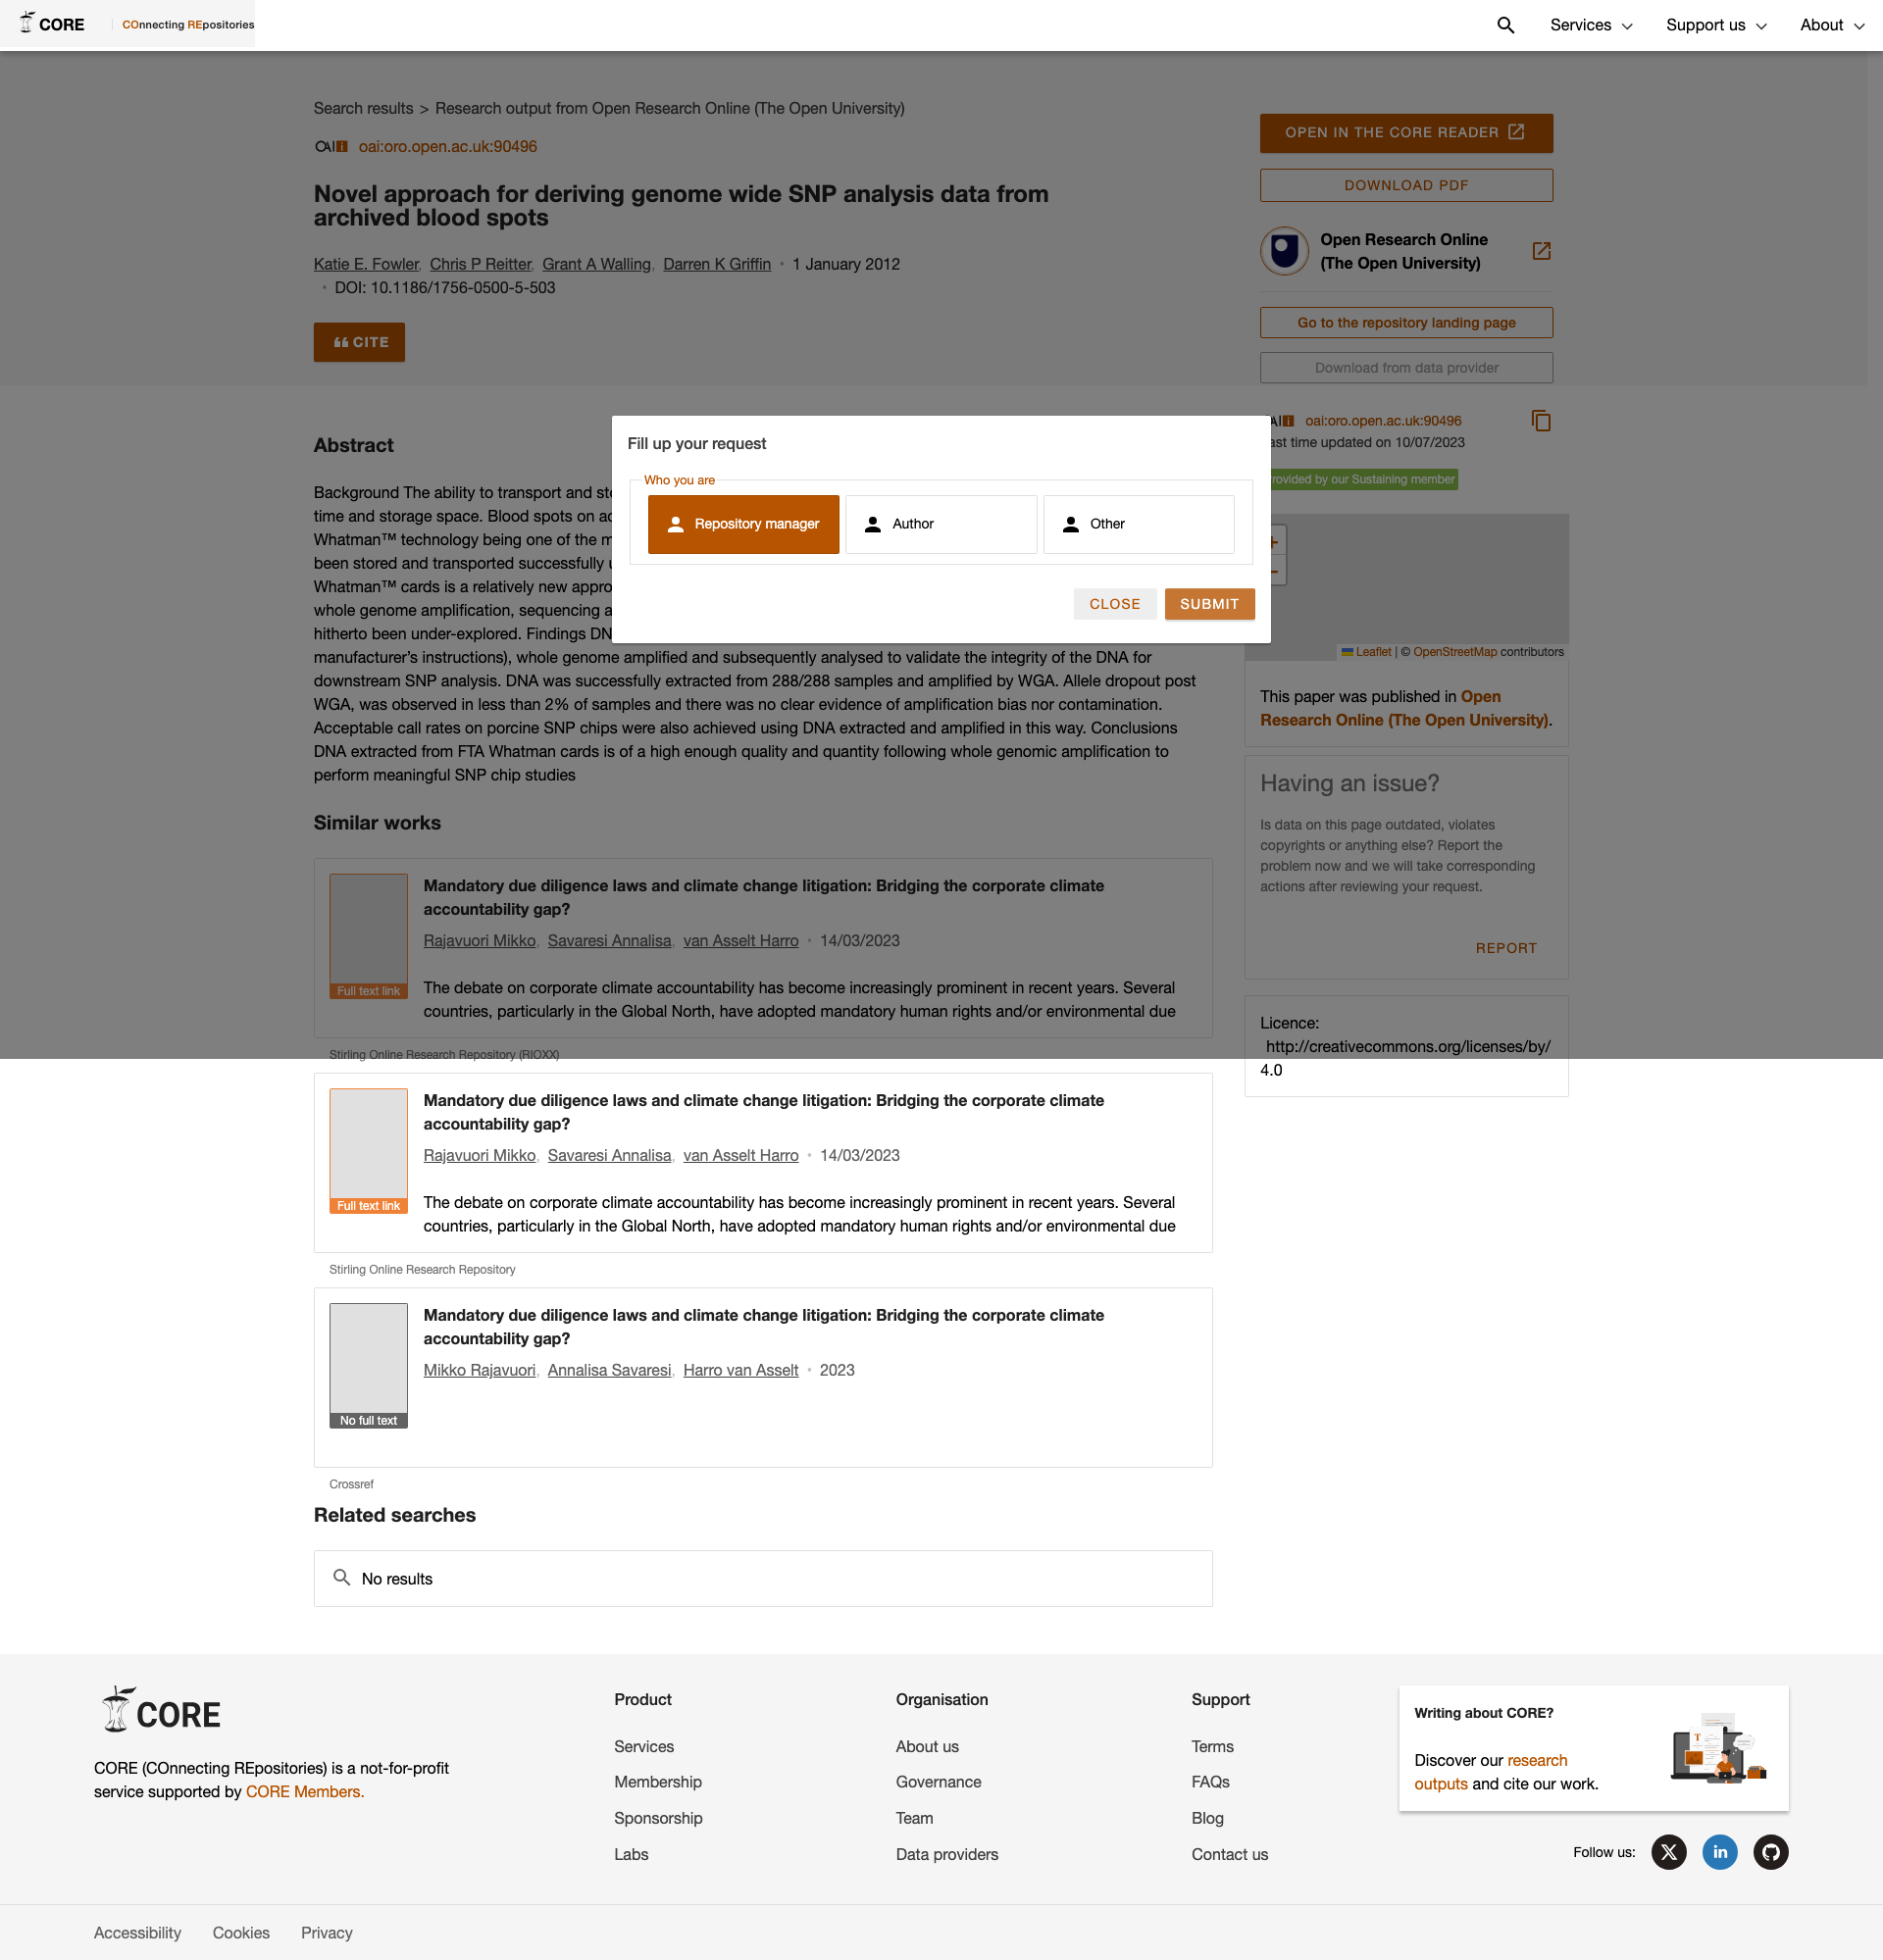 CORE
COnnecting REpositories
Services
Support us
About
Search results > Research output from Open Research Online (The Open University)
OAI oai:oro.open.ac.uk:90496
Novel approach for deriving genome wide SNP analysis data from
archived blood spots
Katie E. Fowler, Chris P Reitter, Grant A Walling, Darren K Griffin • 1 January 2012
• DOI: 10.1186/1756-0500-5-503
CITE
OPEN IN THE CORE READER
DOWNLOAD PDF
Open Research Online
(The Open University)
Go to the repository landing page
Download from data provider
oai:oro.open.ac.uk:90496
ast time updated on 10/07/2023
rovided by our Sustaining member
Fill up your request
Who you are
Repository manager
Author
Other
CLOSE
SUBMIT
Abstract
Background The ability to transport and
time and storage space. Blood spots on
Whatman™ technology being one of the
been stored and transported successfully
Whatman™ cards is a relatively new
whole genome amplification, sequencing
hitherto been under-explored. Findings
manufacturer’s instructions), whole genome amplified and subsequently analysed to validate the integrity of the DNA for
downstream SNP analysis. DNA was successfully extracted from 288/288 samples and amplified by WGA. Allele dropout post
WGA, was observed in less than 2% of samples and there was no clear evidence of amplification bias nor contamination.
Acceptable call rates on porcine SNP chips were also achieved using DNA extracted and amplified in this way. Conclusions
DNA extracted from FTA Whatman cards is of a high enough quality and quantity following whole genomic amplification to
perform meaningful SNP chip studies
Leaflet | © OpenStreetMap contributors
This paper was published in Open
Research Online (The Open University).
Having an issue?
Is data on this page outdated, violates
copyrights or anything else? Report the
problem now and we will take corresponding
actions after reviewing your request.
REPORT
Licence:
http://creativecommons.org/licenses/by/
4.0
Similar works
Mandatory due diligence laws and climate change litigation: Bridging the corporate climate
accountability gap?
Rajavuori Mikko, Savaresi Annalisa, van Asselt Harro • 14/03/2023
The debate on corporate climate accountability has become increasingly prominent in recent years. Several
countries, particularly in the Global North, have adopted mandatory human rights and/or environmental due
Full text link
Stirling Online Research Repository (RIOXX)
Mandatory due diligence laws and climate change litigation: Bridging the corporate climate
accountability gap?
Rajavuori Mikko, Savaresi Annalisa, van Asselt Harro • 14/03/2023
The debate on corporate climate accountability has become increasingly prominent in recent years. Several
countries, particularly in the Global North, have adopted mandatory human rights and/or environmental due
Full text link
Stirling Online Research Repository
Mandatory due diligence laws and climate change litigation: Bridging the corporate climate
accountability gap?
Mikko Rajavuori, Annalisa Savaresi, Harro van Asselt • 2023
No full text
Crossref
Related searches
No results
CORE
CORE (COnnecting REpositories) is a not-for-profit
service supported by CORE Members.
Product
Services
Membership
Sponsorship
Labs
Organisation
About us
Governance
Team
Data providers
Support
Terms
FAQs
Blog
Contact us
Writing about CORE?
Discover our research
outputs and cite our work.
Follow us:
Accessibility
Cookies
Privacy